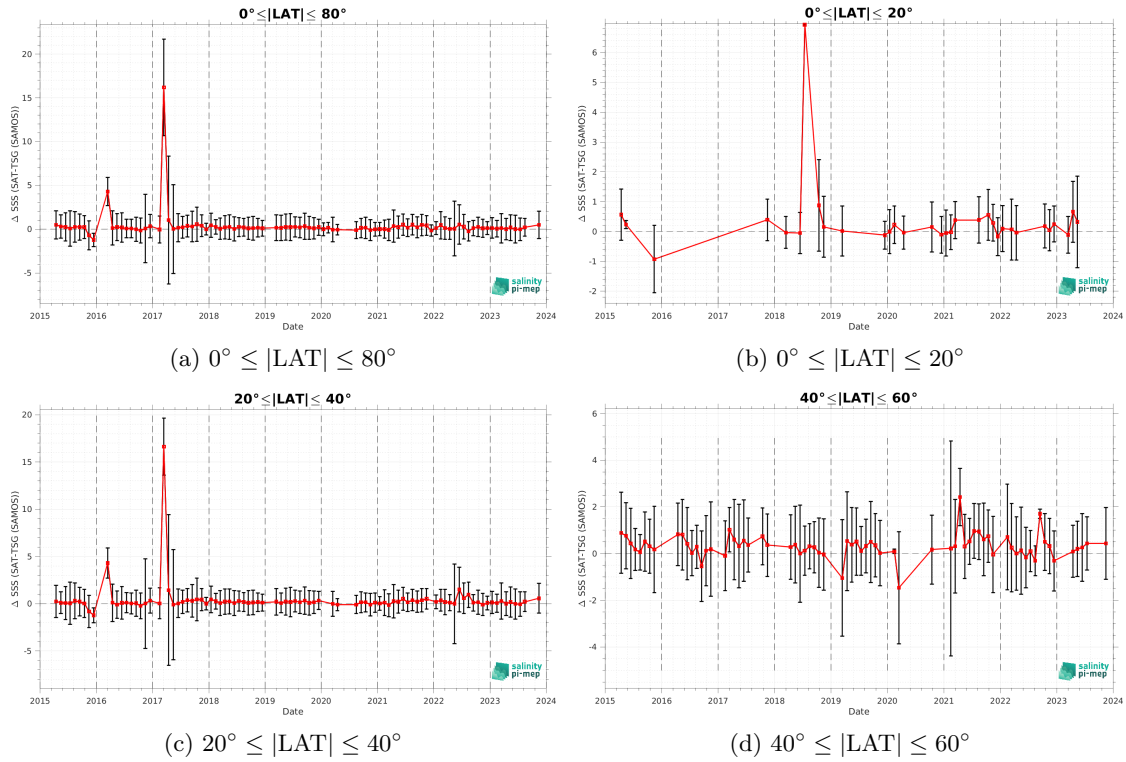 0°≤|LAT|≤ 80°
Δ SSS (SAT-TSG (SAMOS))
20
15
10
5
0
-5
2015 2016 2017 2018 2019 2020 2021 2022 2023 2024
Date
salinity
pi-mep
(a) 0° ≤ |LAT| ≤ 80°
0°≤|LAT|≤ 20°
Δ SSS (SAT-TSG (SAMOS))
6
5
4
3
2
1
0
-1
-2
2015 2016 2017 2018 2019 2020 2021 2022 2023 2024
Date
salinity
pi-mep
(b) 0° ≤ |LAT| ≤ 20°
20°≤|LAT|≤ 40°
Δ SSS (SAT-TSG (SAMOS))
20
15
10
5
0
-5
2015 2016 2017 2018 2019 2020 2021 2022 2023 2024
Date
salinity
pi-mep
(c) 20° ≤ |LAT| ≤ 40°
40°≤|LAT|≤ 60°
Δ SSS (SAT-TSG (SAMOS))
6
4
2
0
-2
-4
2015 2016 2017 2018 2019 2020 2021 2022 2023 2024
Date
salinity
pi-mep
(d) 40° ≤ |LAT| ≤ 60°